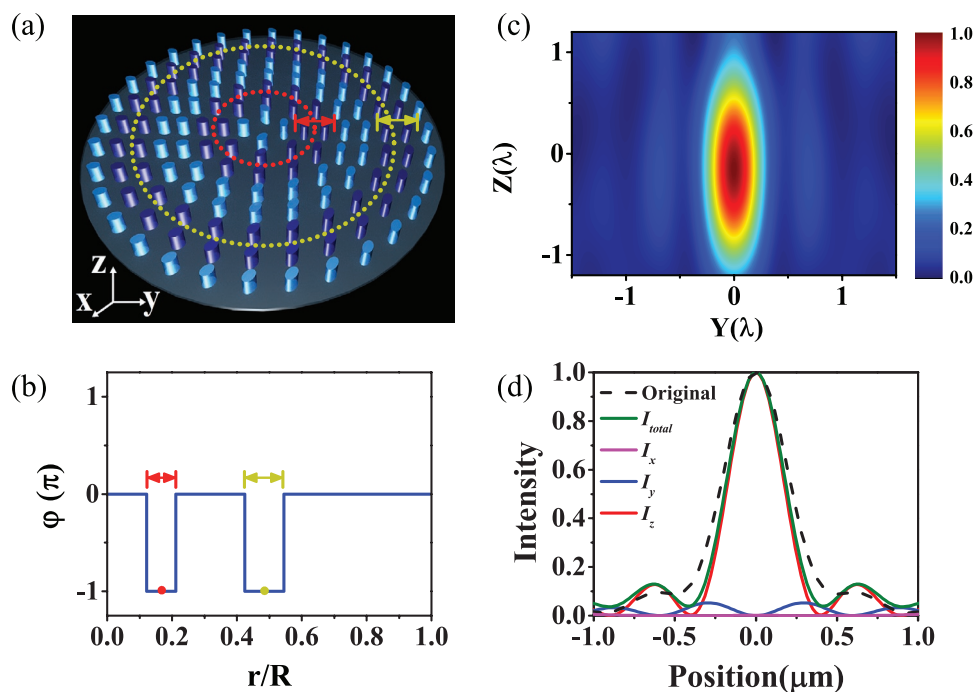 (a)
z
x
y
(b)
1
0
-1
φ (π)
0.0 0.2 0.4 0.6 0.8 1.0
r/R
(c)
1
0
-1
Z(λ)
-1 0 1
Y(λ)
1.0
0.8
0.6
0.4
0.2
0.0
(d)
1.0
0.8
0.6
0.4
0.2
0.0
Intensity
Original
I_total
I_x
I_y
I_z
-1.0 -0.5 0.0 0.5 1.0
Position(μm)